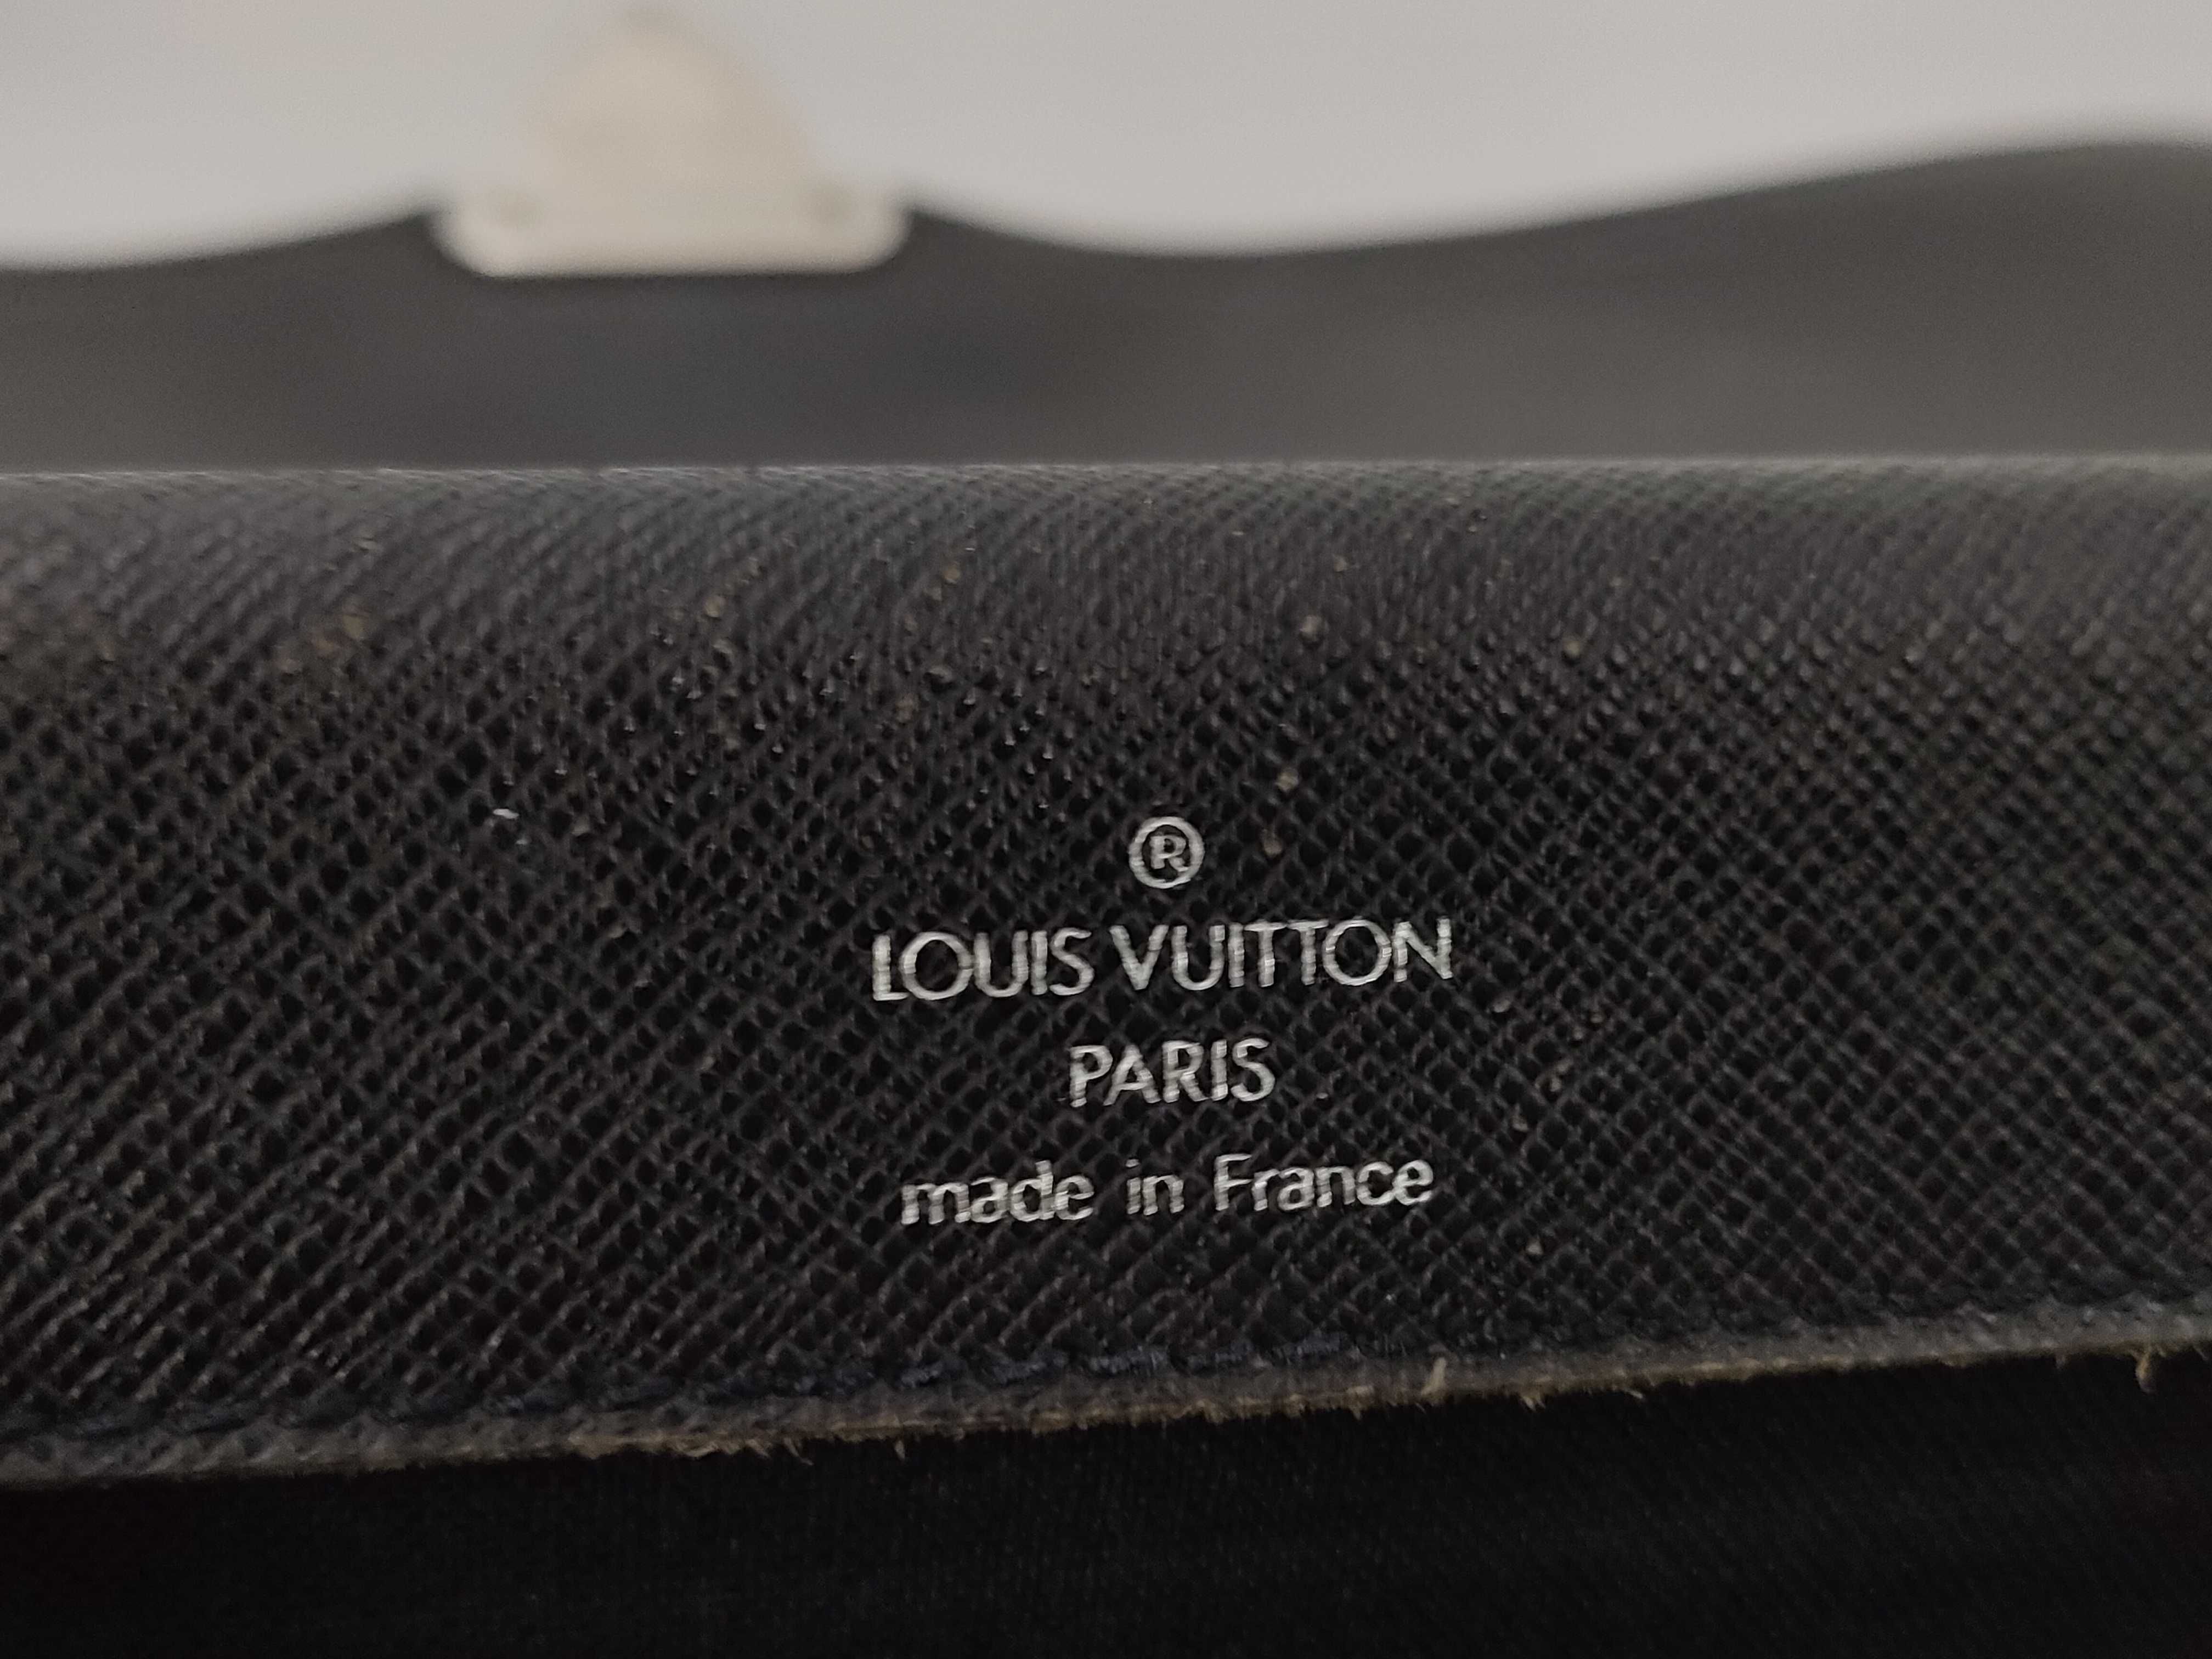 ®
LOUIS VUITTON
PARIS
made in France